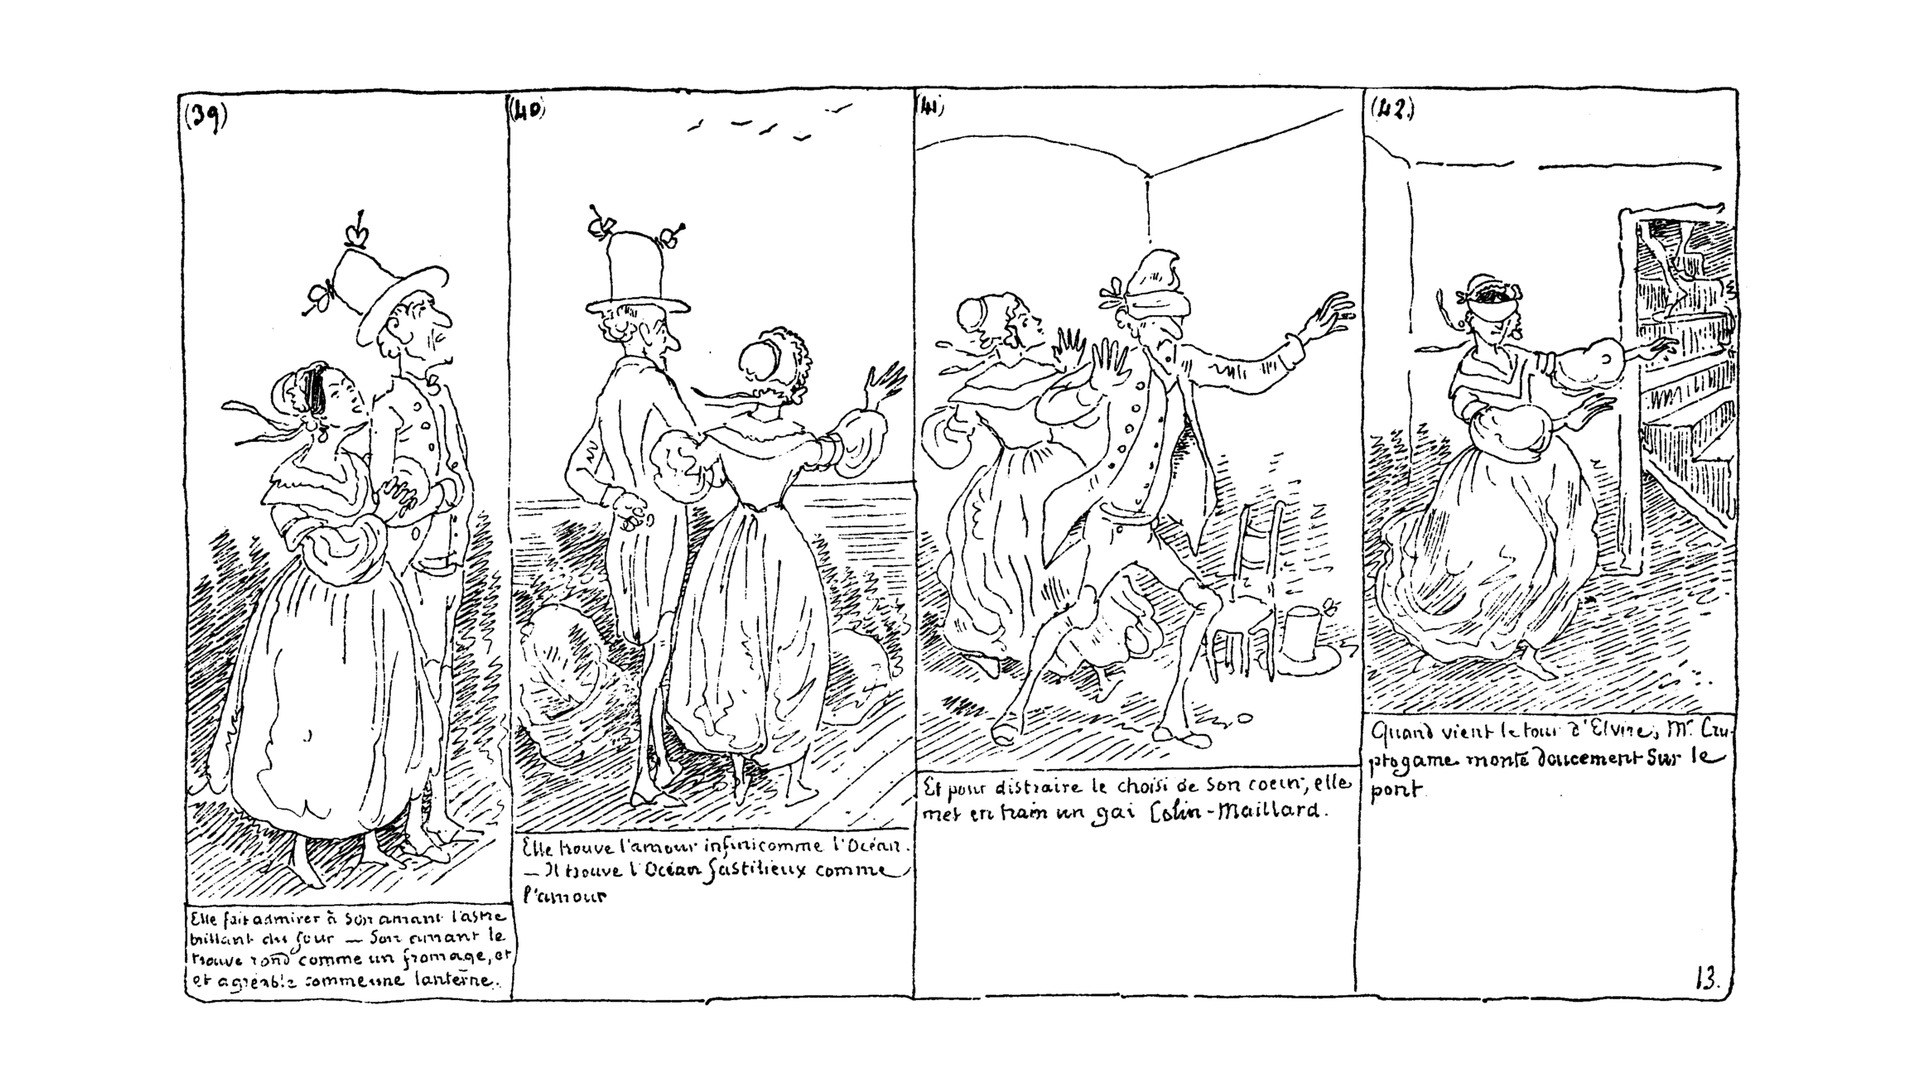 (39)
Elle fait admirer à son amant l'astre
brillant du jour — Son amant le
trouve rond comme un fromage, et
et agréable comme une lanterne.
(40)
Elle trouve l'amour infini comme l'Océan.
— Il trouve l'Océan fastidieux comme
l'amour
(41)
Et pour distraire le choisi de son coeur, elle
met en train un gai Colin-Maillard.
(42)
Quand vient le tour d'Elvire, Mr. Cry-
ptogame monte doucement sur le
pont.
13.